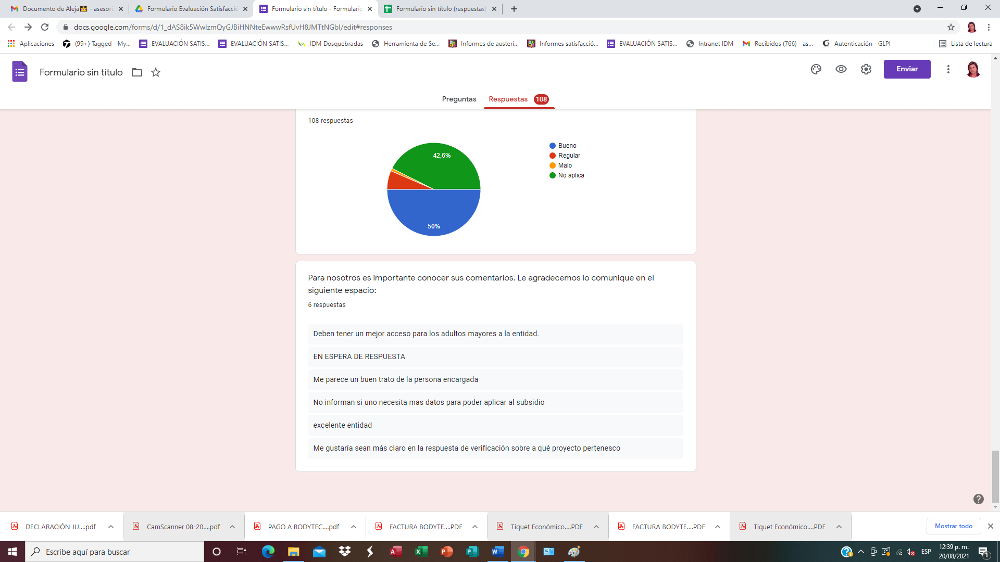 Documento de Aleja - asesori
Formulario Evaluación Satisfacció
Formulario sin título - Formulario
Formulario sin título (respuestas)
docs.google.com/forms/d/1_dAS8ik5WwlzmQyGJBiHNNteEwwwRsfUvH8JMTtNGbI/edit#responses
Aplicaciones
(99+) Tagged - My...
EVALUACIÓN SATIS...
EVALUACIÓN SATIS...
IDM Dosquebradas
Herramienta de Se...
Informes de austeri...
Informes satisfacció...
EVALUACIÓN SATIS...
Intranet IDM
Recibidos (766) - as...
Autenticación - GLPI
Lista de lectura
Formulario sin título
Enviar
Preguntas
Respuestas 108
108 respuestas
42,6%
50%
Bueno
Regular
Malo
No aplica
Para nosotros es importante conocer sus comentarios. Le agradecemos lo comunique en el
siguiente espacio:
6 respuestas
Deben tener un mejor acceso para los adultos mayores a la entidad.
EN ESPERA DE RESPUESTA
Me parece un buen trato de la persona encargada
No informan si uno necesita mas datos para poder aplicar al subsidio
excelente entidad
Me gustaría sean más claro en la respuesta de verificación sobre a qué proyecto pertenesco
DECLARACIÓN JU....pdf
CamScanner 08-20....pdf
PAGO A BODYTEC....pdf
FACTURA BODYTE....PDF
Tiquet Económico....PDF
FACTURA BODYTE....PDF
Tiquet Económico....PDF
Mostrar todo
Escribe aquí para buscar
ESP
12:39 p. m.
20/08/2021
1